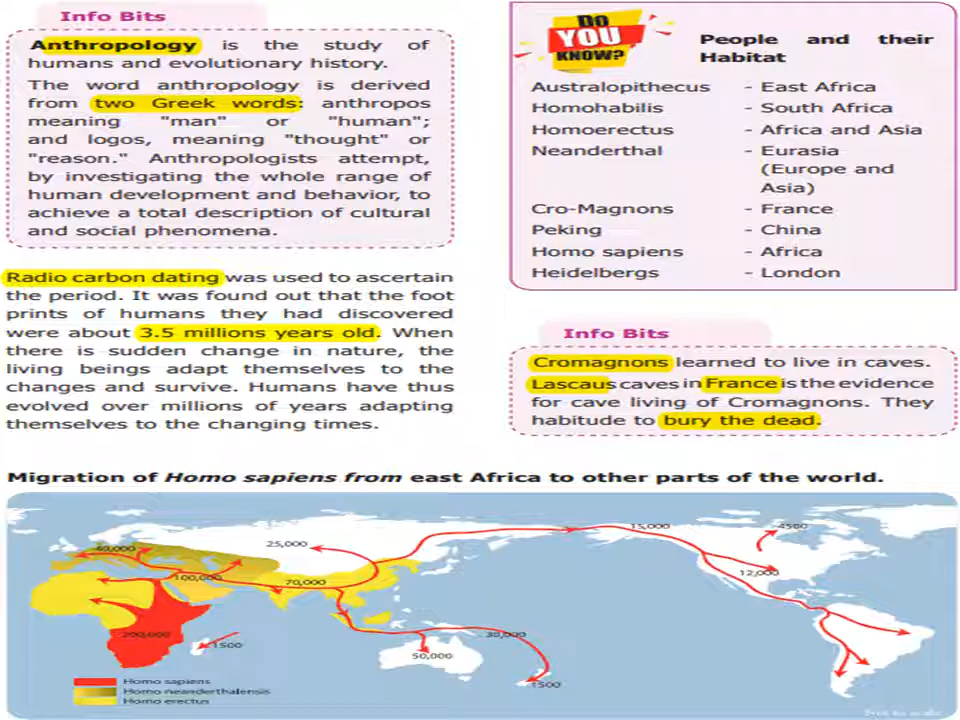 Info Bits
Anthropology is the study of
humans and evolutionary history.
The word anthropology is derived
from two Greek words: anthropos
meaning "man" or "human";
and logos, meaning "thought" or
"reason." Anthropologists attempt,
by investigating the whole range of
human development and behavior, to
achieve a total description of cultural
and social phenomena.
Radio carbon dating was used to ascertain
the period. It was found out that the foot
prints of humans they had discovered
were about 3.5 millions years old. When
there is sudden change in nature, the
living beings adapt themselves to the
changes and survive. Humans have thus
evolved over millions of years adapting
themselves to the changing times.
DO
YOU
KNOW?
People and their
Habitat
Australopithecus - East Africa
Homohabilis - South Africa
Homoerectus - Africa and Asia
Neanderthal - Eurasia
(Europe and
Asia)
Cro-Magnons - France
Peking - China
Homo sapiens - Africa
Heidelbergs - London
Info Bits
Cromagnons learned to live in caves.
Lascaus caves in France is the evidence
for cave living of Cromagnons. They
habitude to bury the dead.
Migration of Homo sapiens from east Africa to other parts of the world.
15,000
4500
25,000
40,000
12,000
100,000
70,000
200,000
1500
30,000
50,000
1500
Homo sapiens
Homo neanderthalensis
Homo erectus
Not to scale